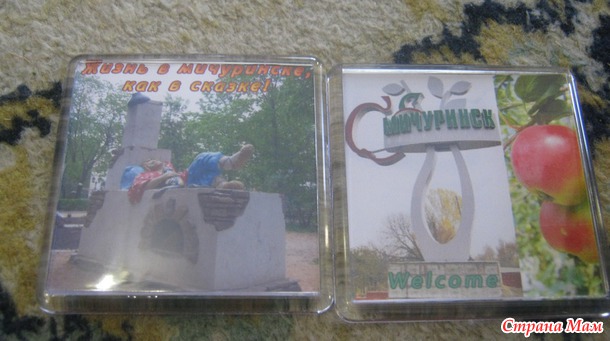 Жизнь в мичуринске,
как в сказке!
МИЧУРИНСК
Welcome
Страна Мам